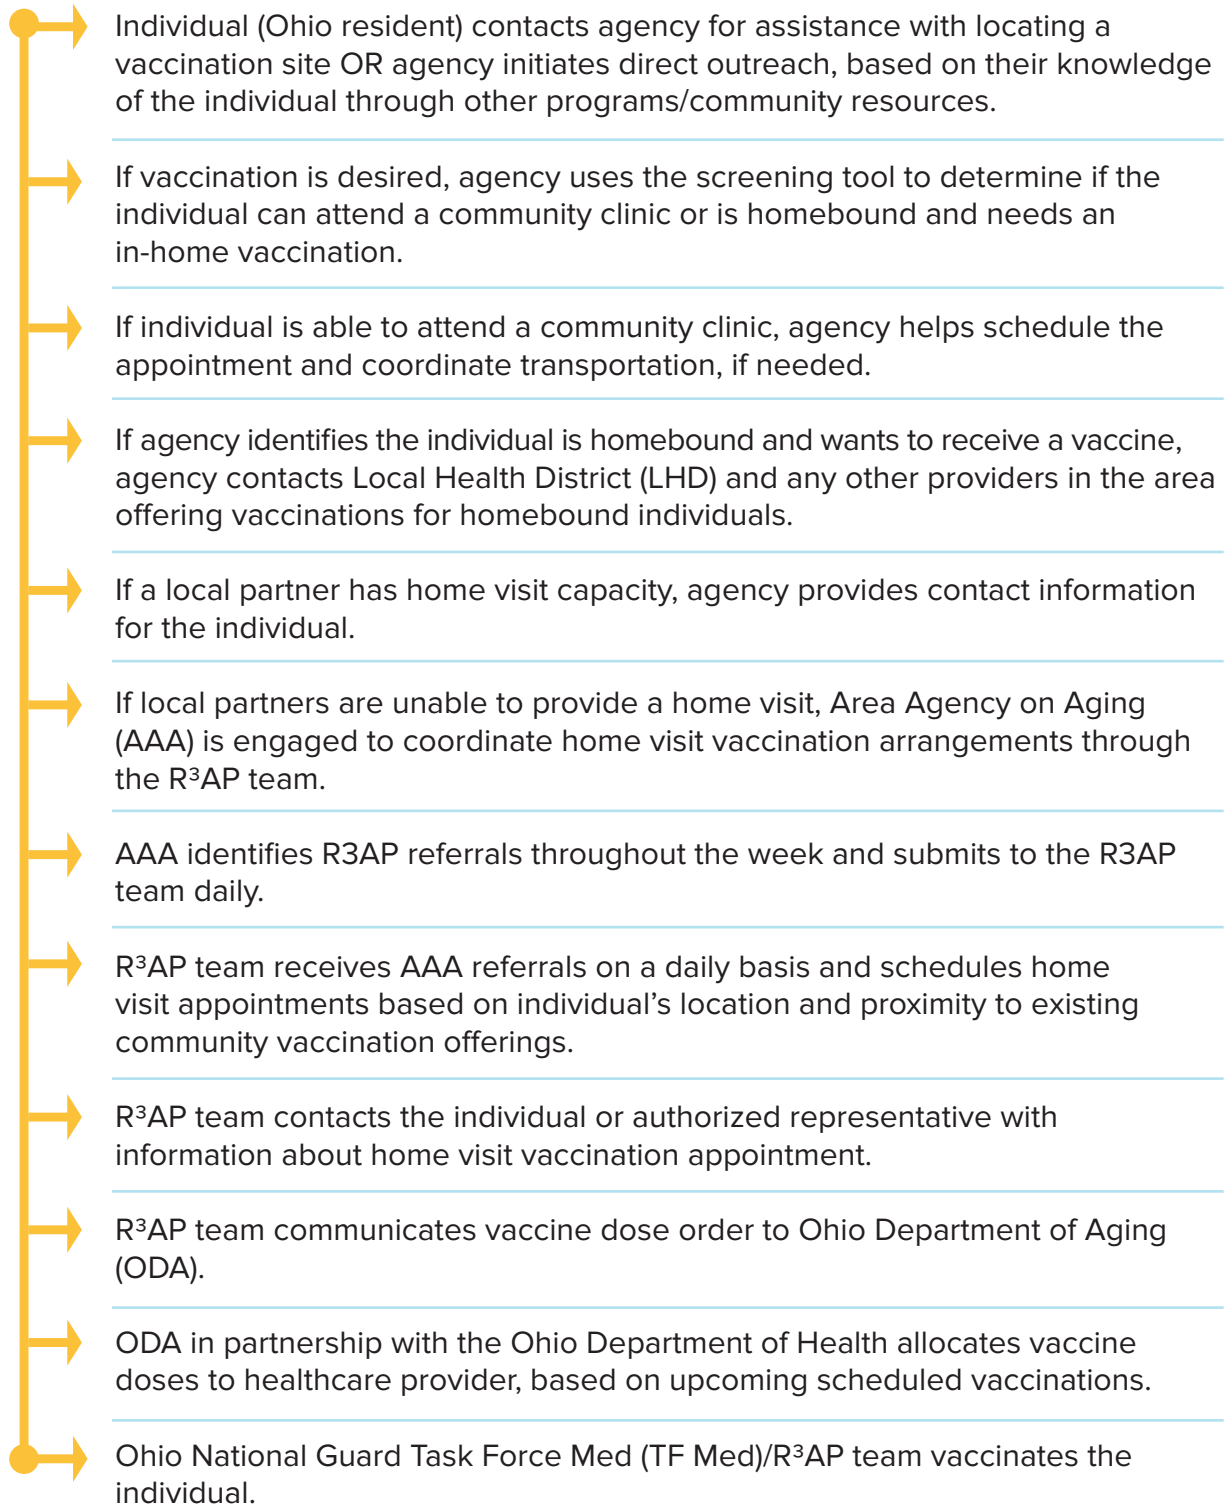 Individual (Ohio resident) contacts agency for assistance with locating a
vaccination site OR agency initiates direct outreach, based on their knowledge
of the individual through other programs/community resources.
If vaccination is desired, agency uses the screening tool to determine if the
individual can attend a community clinic or is homebound and needs an
in-home vaccination.
If individual is able to attend a community clinic, agency helps schedule the
appointment and coordinate transportation, if needed.
If agency identifies the individual is homebound and wants to receive a vaccine,
agency contacts Local Health District (LHD) and any other providers in the area
offering vaccinations for homebound individuals.
If a local partner has home visit capacity, agency provides contact information
for the individual.
If local partners are unable to provide a home visit, Area Agency on Aging
(AAA) is engaged to coordinate home visit vaccination arrangements through
the R³AP team.
AAA identifies R3AP referrals throughout the week and submits to the R3AP
team daily.
R³AP team receives AAA referrals on a daily basis and schedules home
visit appointments based on individual’s location and proximity to existing
community vaccination offerings.
R³AP team contacts the individual or authorized representative with
information about home visit vaccination appointment.
R³AP team communicates vaccine dose order to Ohio Department of Aging
(ODA).
ODA in partnership with the Ohio Department of Health allocates vaccine
doses to healthcare provider, based on upcoming scheduled vaccinations.
Ohio National Guard Task Force Med (TF Med)/R³AP team vaccinates the
individual.